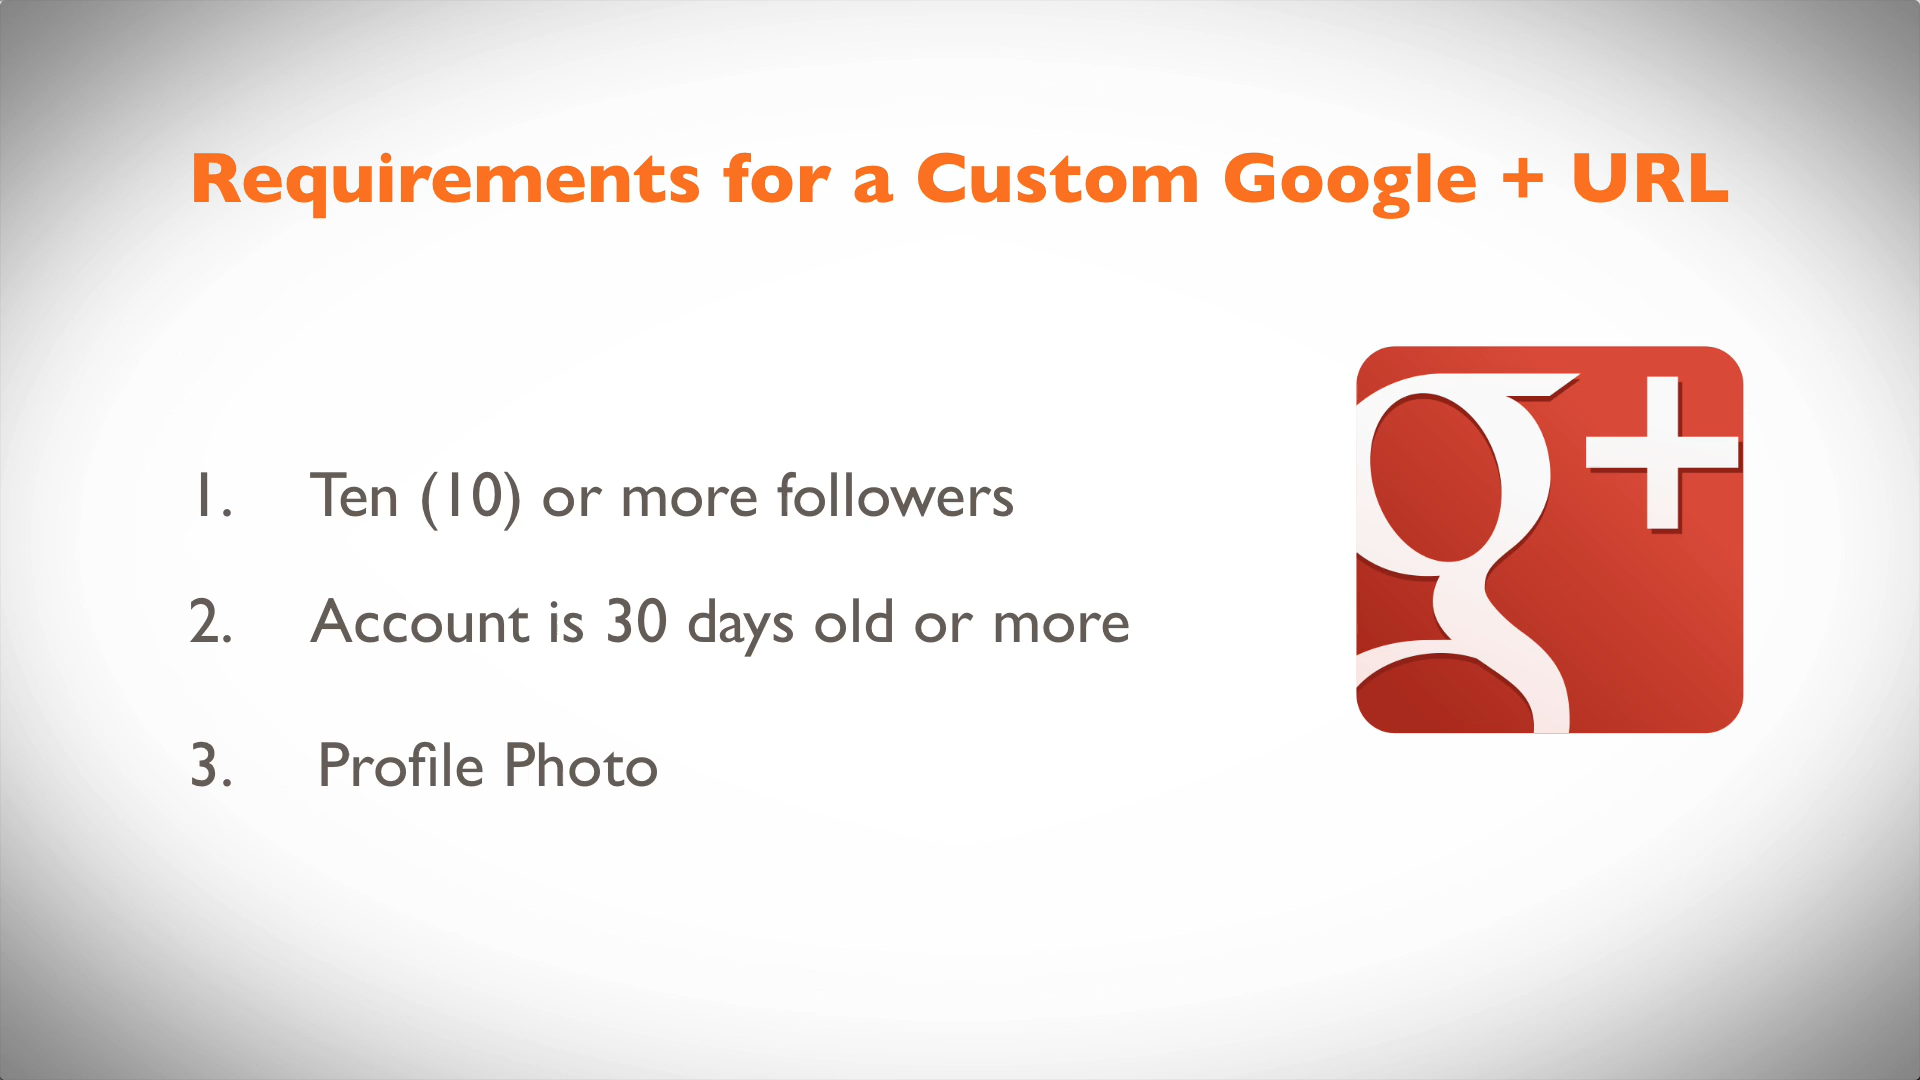 Requirements for a Custom Google + URL
1. Ten (10) or more followers
2. Account is 30 days old or more
3. Profile Photo
g+